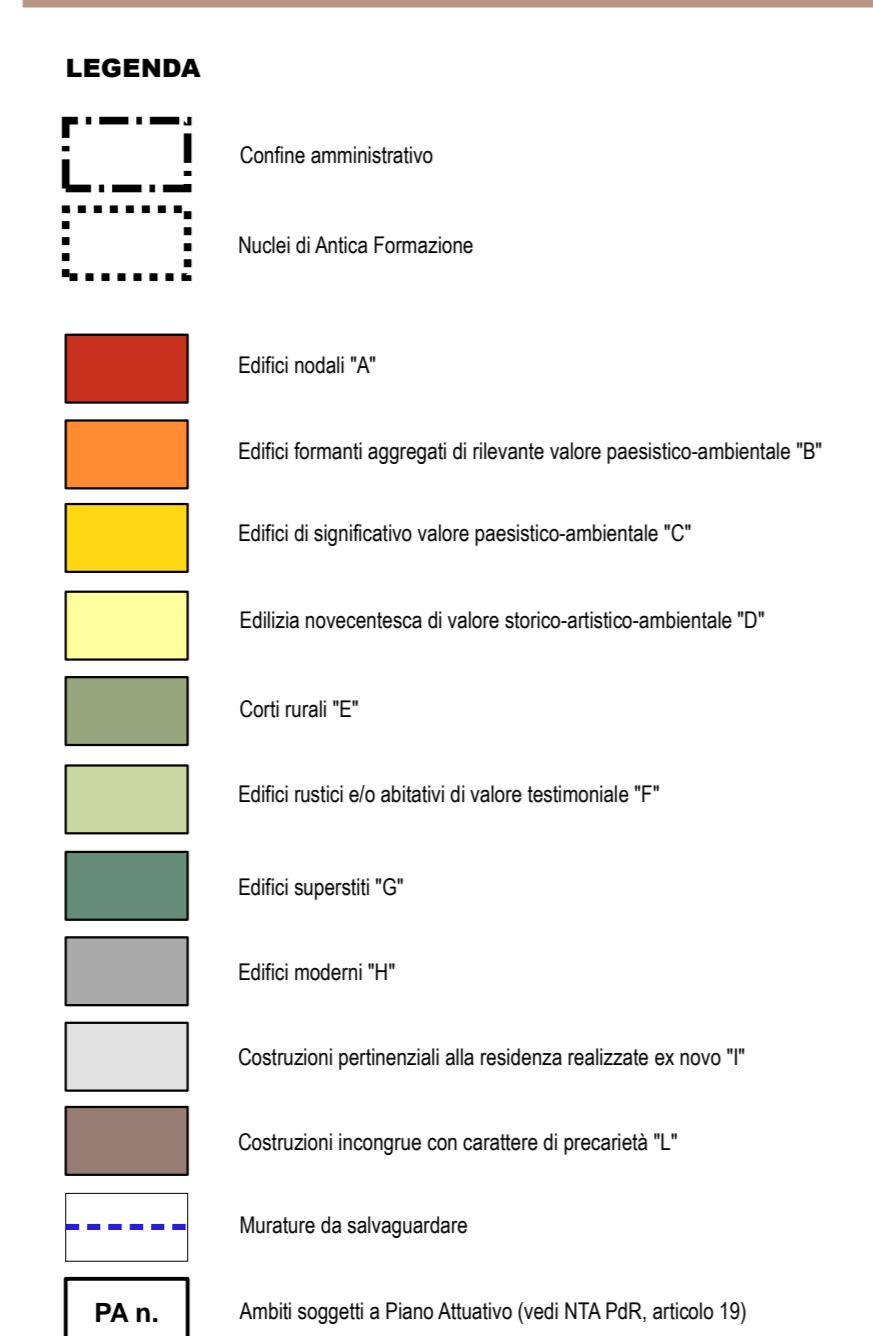 LEGENDA
Confine amministrativo
Nuclei di Antica Formazione
Edifici nodali "A"
Edifici formanti aggregati di rilevante valore paesistico-ambientale "B"
Edifici di significativo valore paesistico-ambientale "C"
Edilizia novecentesca di valore storico-artistico-ambientale "D"
Corti rurali "E"
Edifici rustici e/o abitativi di valore testimoniale "F"
Edifici superstiti "G"
Edifici moderni "H"
Costruzioni pertinenziali alla residenza realizzate ex novo "I"
Costruzioni incongrue con carattere di precarietà "L"
Murature da salvaguardare
PA n. Ambiti soggetti a Piano Attuativo (vedi NTA PdR, articolo 19)